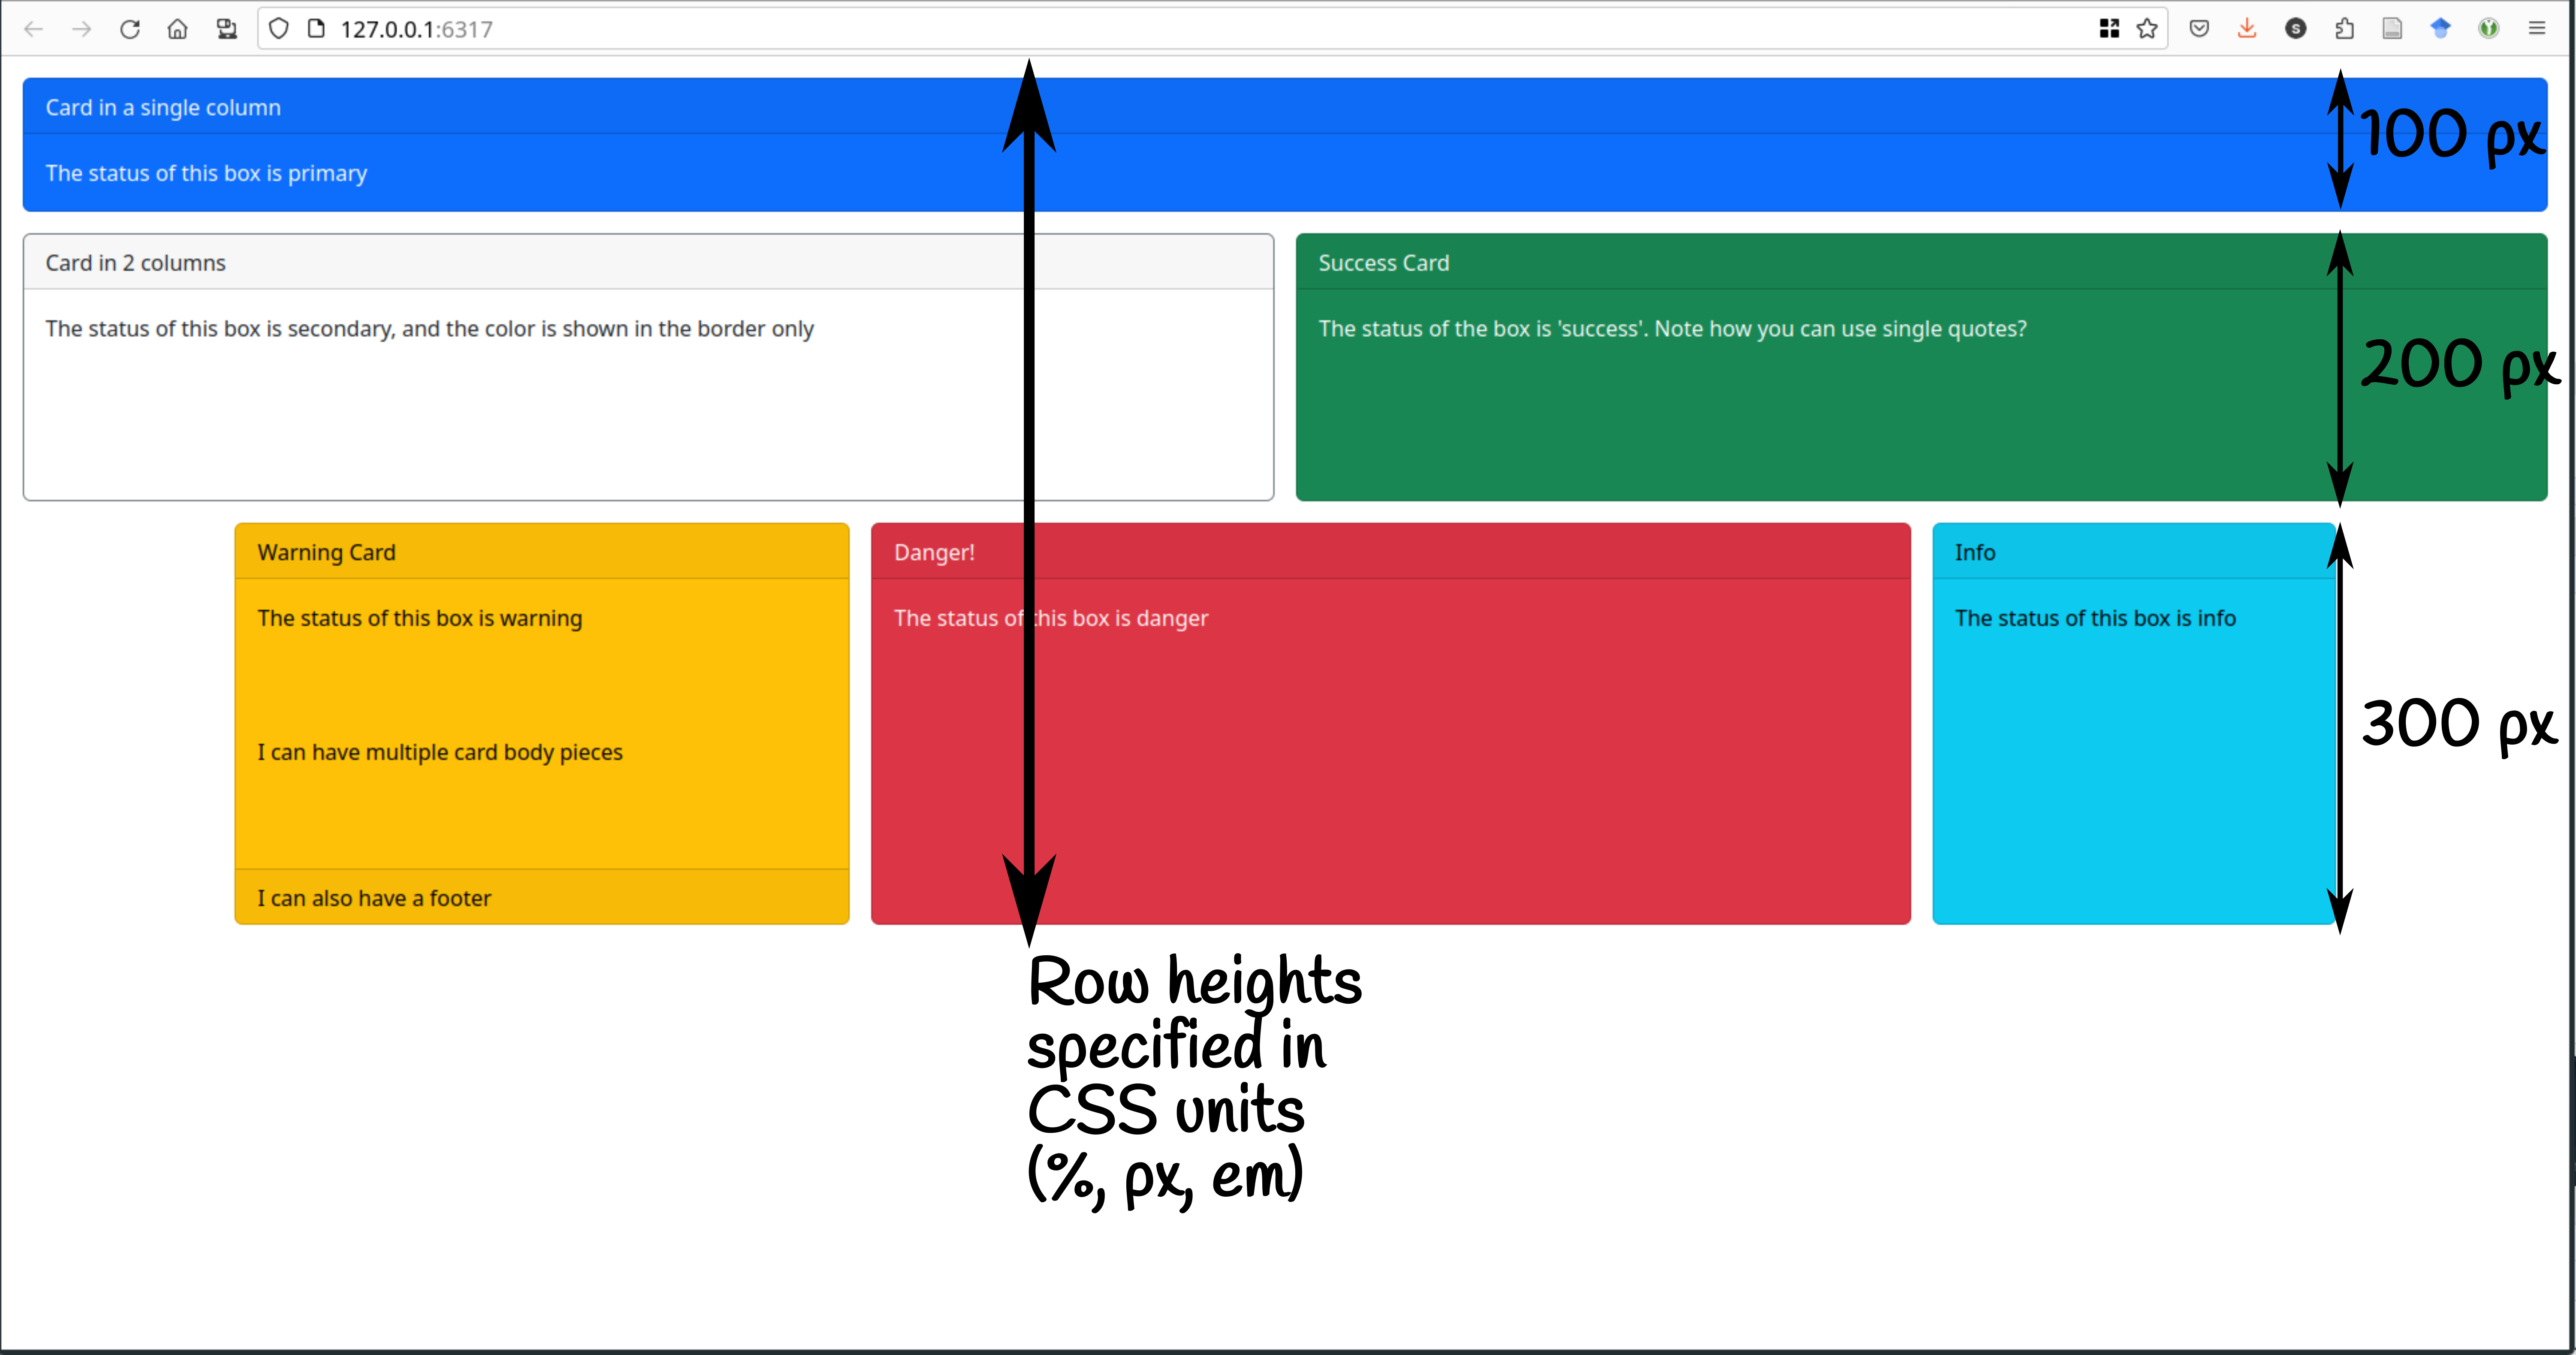 127.0.0.1:6317
S
Card in a single column
The status of this box is primary
100 px
Card in 2 columns
The status of this box is secondary, and the color is shown in the border only
Success Card
The status of the box is 'success'. Note how you can use single quotes?
200 px
Warning Card
The status of this box is warning
I can have multiple card body pieces
I can also have a footer
Danger!
The status of this box is danger
Info
The status of this box is info
300 px
Row heights
specified in
CSS units
(%, px, em)